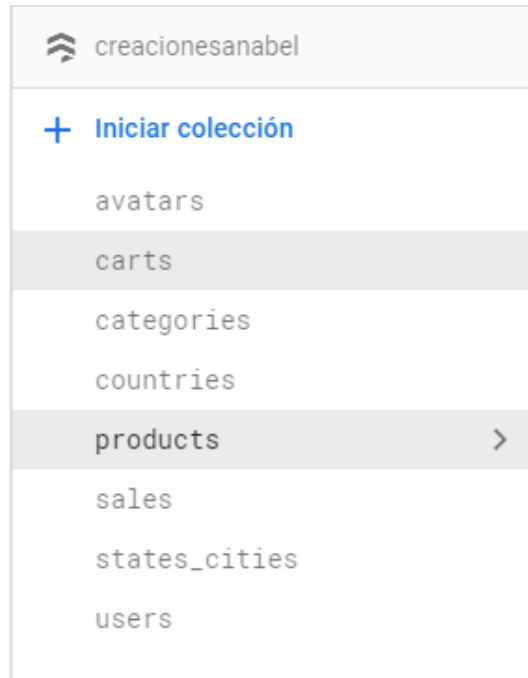 creacionesanabel
Iniciar colección
avatars
carts
categories
countries
products
sales
states_cities
users